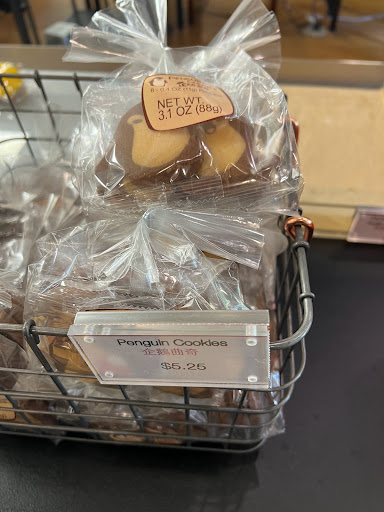 NET WT
3.1 OZ (88g)
Penguin Cookies
企鵝曲奇
$5.25